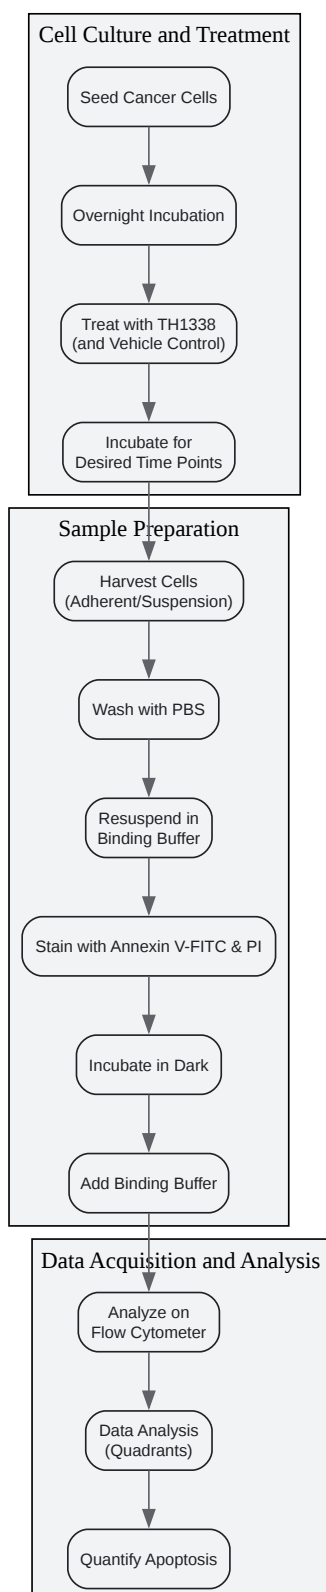 Cell Culture and Treatment
Seed Cancer Cells
Overnight Incubation
Treat with TH1338
(and Vehicle Control)
Incubate for
Desired Time Points
Sample Preparation
Harvest Cells
(Adherent/Suspension)
Wash with PBS
Resuspend in
Binding Buffer
Stain with Annexin V-FITC & PI
Incubate in Dark
Add Binding Buffer
Data Acquisition and Analysis
Analyze on
Flow Cytometer
Data Analysis
(Quadrants)
Quantify Apoptosis